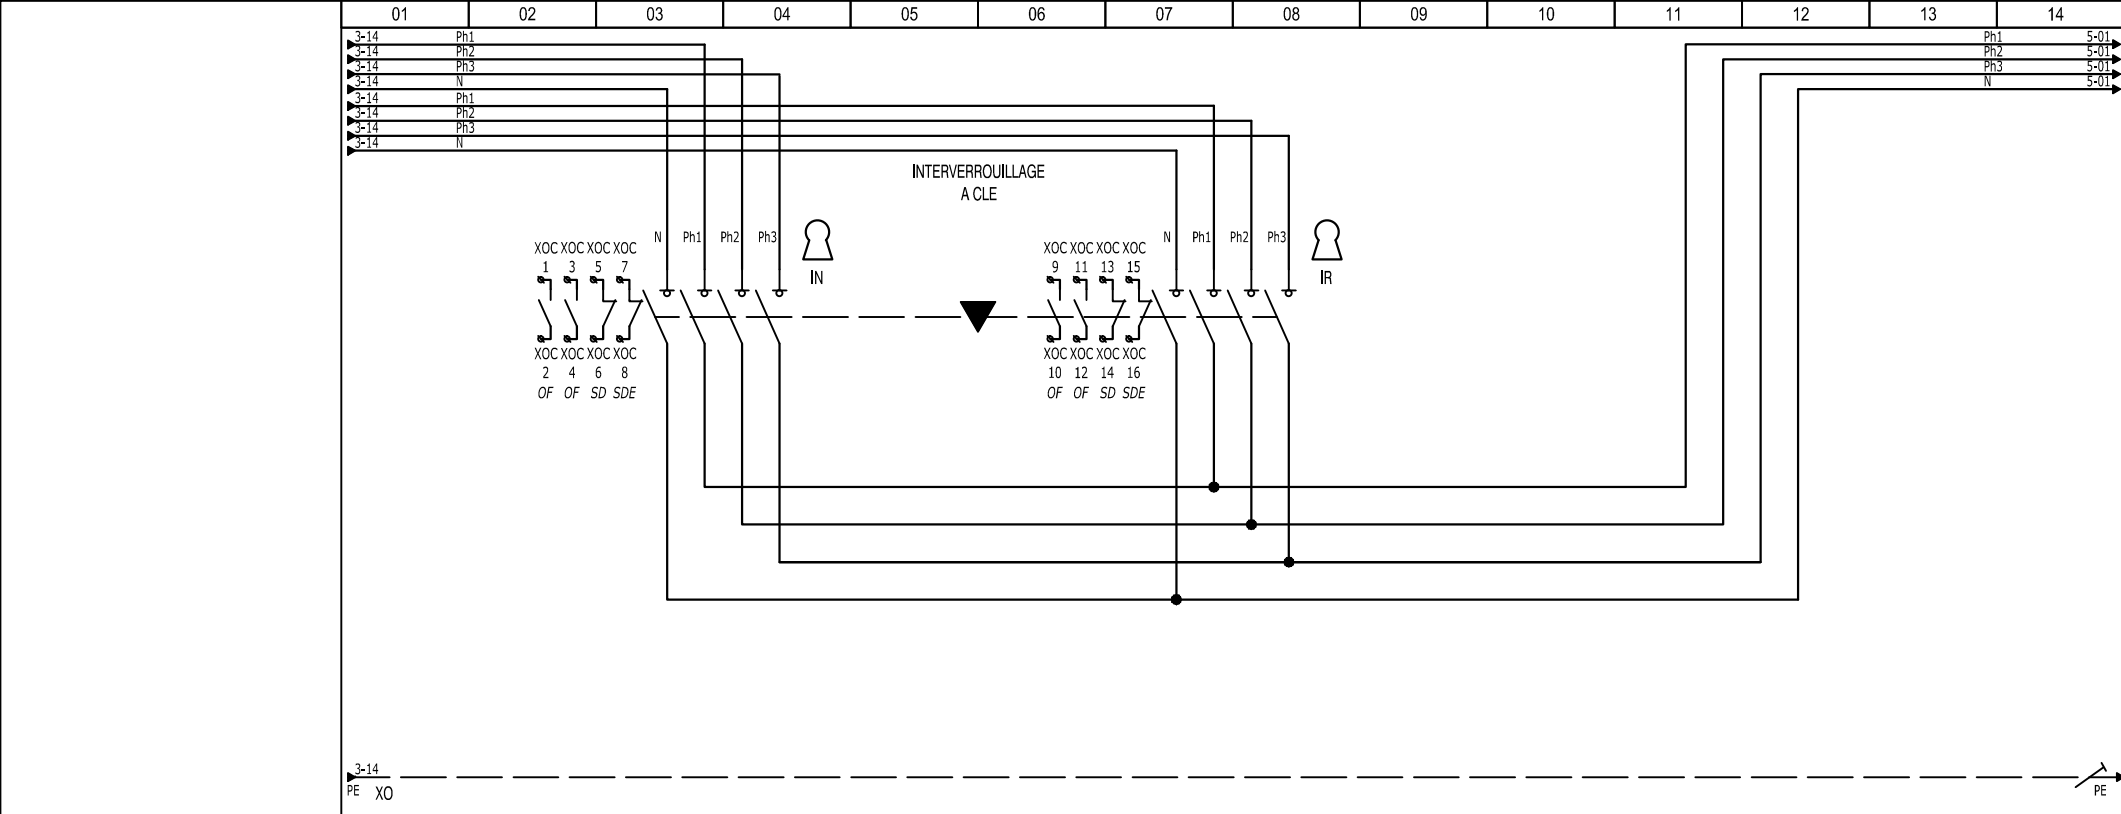 01 02 03 04 05 06 07 08 09 10 11 12 13 14
3-14 Ph1
3-14 Ph2
3-14 Ph3
3-14 N
3-14 Ph1
3-14 Ph2
3-14 Ph3
3-14 N
Ph1 5-01
Ph2 5-01
Ph3 5-01
N 5-01
INTERVERROUILLAGE
A CLE
N Ph1 Ph2 Ph3
IN
XOC XOC XOC XOC
1 3 5 7
XOC XOC XOC XOC
2 4 6 8
OF OF SD SDE
N Ph1 Ph2 Ph3
IR
XOC XOC XOC XOC
9 11 13 15
XOC XOC XOC XOC
10 12 14 16
OF OF SD SDE
3-14
PE XO
PE